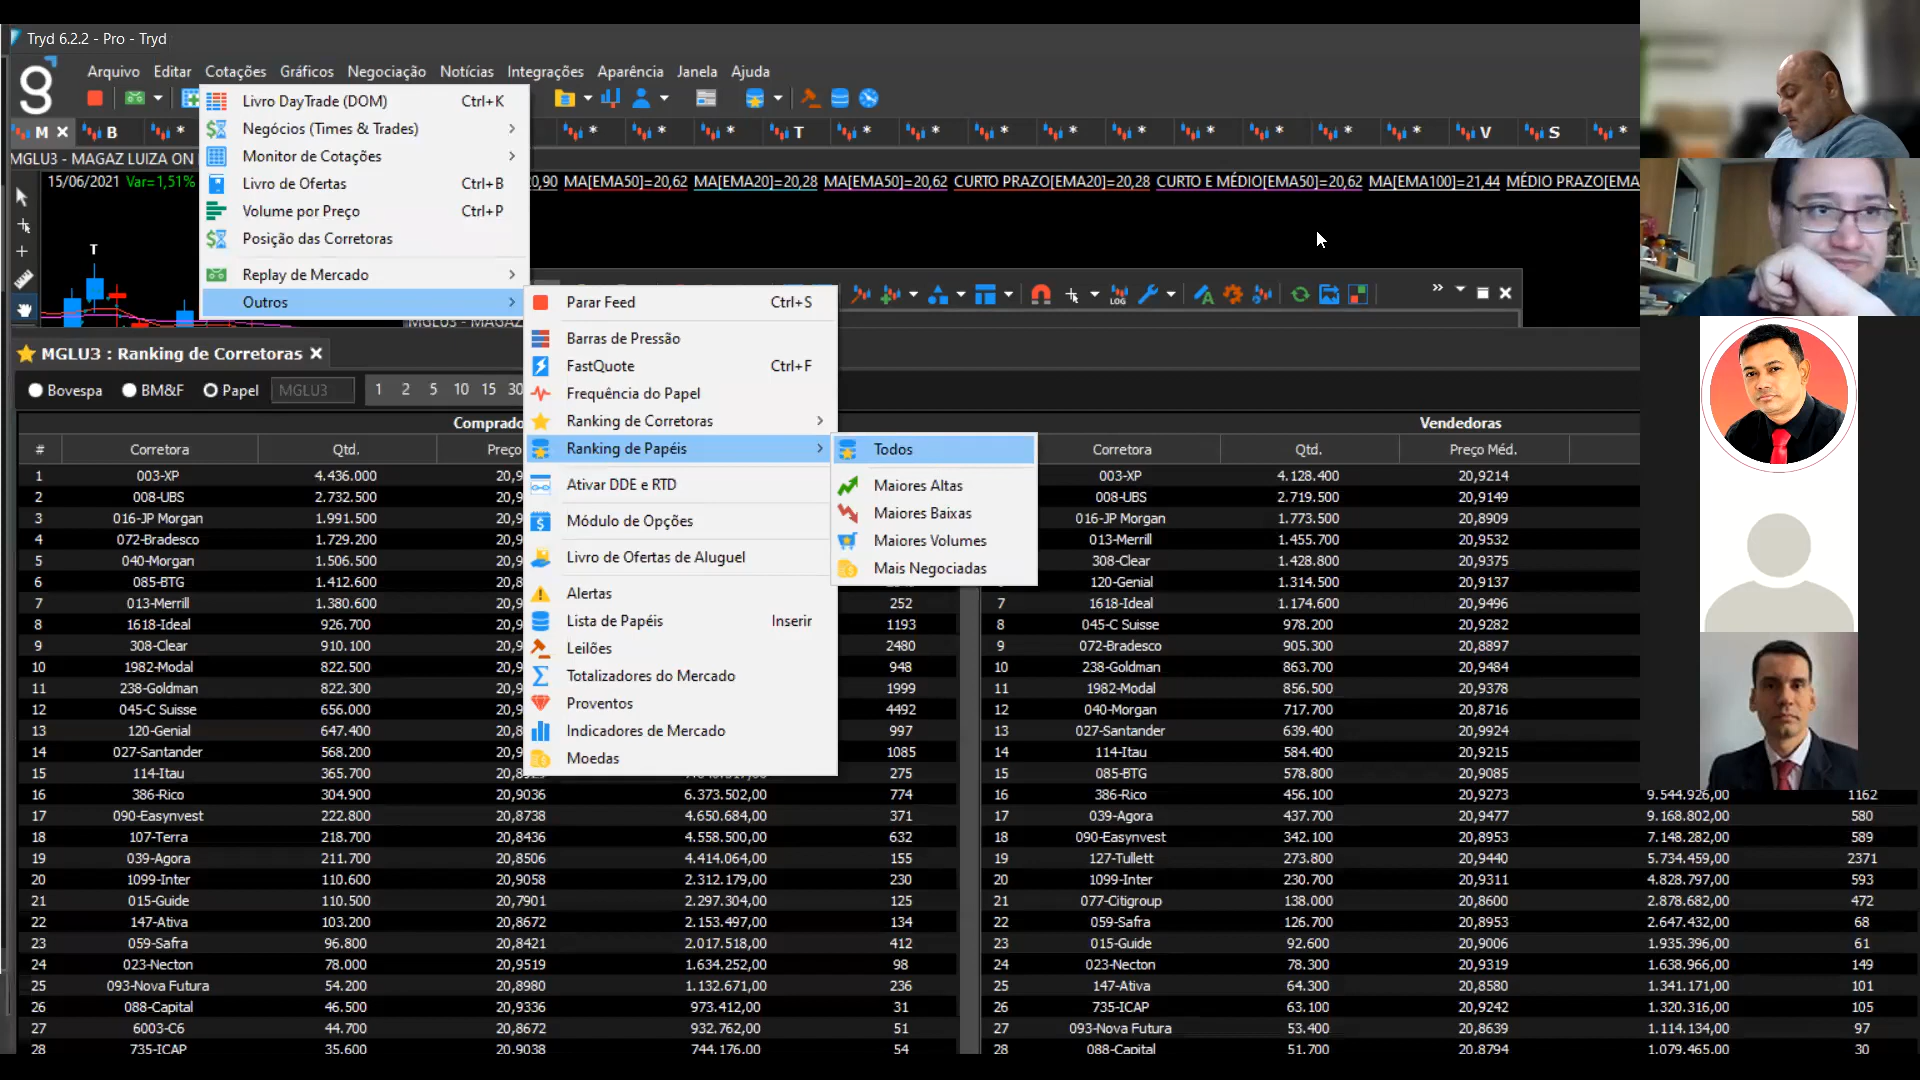 Tryd 6.2.2 - Pro - Tryd
Arquivo Editar Cotações Gráficos Negociação Notícias Integrações Aparência Janela Ajuda
M B * * * * T * * * * * * * * * V S *
MGLU3 - MAGAZ LUIZA ON
15/06/2021 Var=1,51% 20,90 MA[EMA50]=20,62 MA[EMA20]=20,28 MA[EMA50]=20,62 CURTO PRAZO[EMA20]=20,28 CURTO E MÉDIO[EMA50]=20,62 MA[EMA100]=21,44 MÉDIO PRAZO[EMA
T
Livro DayTrade (DOM) Ctrl+K
Negócios (Times & Trades)
Monitor de Cotações
Livro de Ofertas Ctrl+B
Volume por Preço Ctrl+P
Posição das Corretoras
Replay de Mercado
Outros
LOG
Parar Feed Ctrl+S
Barras de Pressão
FastQuote Ctrl+F
Frequência do Papel
Ranking de Corretoras
Ranking de Papéis
Ativar DDE e RTD
Módulo de Opções
Livro de Ofertas de Aluguel
Alertas
Lista de Papéis Inserir
Leilões
Totalizadores do Mercado
Proventos
Indicadores de Mercado
Moedas
Todos
Maiores Altas
Maiores Baixas
Maiores Volumes
Mais Negociadas
MGLU3 : Ranking de Corretoras
Bovespa BM&F Papel MGLU3 1 2 5 10 15 30
Comprado
# Corretora Qtd. Preço
1 003-XP 4.436.000 20,9
2 008-UBS 2.732.500 20,9
3 016-JP Morgan 1.991.500 20,9
4 072-Bradesco 1.729.200 20,9
5 040-Morgan 1.506.500 20,9
6 085-BTG 1.412.600 20,8
7 013-Merrill 1.380.600 20,9 252
8 1618-Ideal 926.700 20,9 1193
9 308-Clear 910.100 20,9 2480
10 1982-Modal 822.500 20,9 948
11 238-Goldman 822.300 20,9 1999
12 045-C Suisse 656.000 20,9 4492
13 120-Genial 647.400 20,8 997
14 027-Santander 568.200 20,9 1085
15 114-Itau 365.700 275
16 386-Rico 304.900 20,9036 6.373.502,00 774
17 090-Easynvest 222.800 20,8738 4.650.684,00 371
18 107-Terra 218.700 20,8436 4.558.500,00 632
19 039-Agora 211.700 20,8506 4.414.064,00 155
20 1099-Inter 110.600 20,9058 2.312.179,00 230
21 015-Guide 110.500 20,7901 2.297.304,00 125
22 147-Ativa 103.200 20,8672 2.153.497,00 134
23 059-Safra 96.800 20,8421 2.017.518,00 412
24 023-Necton 78.000 20,9519 1.634.252,00 98
25 093-Nova Futura 54.200 20,8980 1.132.671,00 236
26 088-Capital 46.500 20,9336 973.412,00 31
27 6003-C6 44.700 20,8672 932.762,00 51
28 735-ICAP 35.600 20,9038 744.176,00 54
Vendedoras
Corretora Qtd. Preço Méd.
003-XP 4.128.400 20,9214
008-UBS 2.719.500 20,9149
016-JP Morgan 1.773.500 20,8909
013-Merrill 1.455.700 20,9532
308-Clear 1.428.800 20,9375
120-Genial 1.314.500 20,9137
7 1618-Ideal 1.174.600 20,9496
8 045-C Suisse 978.200 20,9282
9 072-Bradesco 905.300 20,8897
10 238-Goldman 863.700 20,9484
11 1982-Modal 856.500 20,9378
12 040-Morgan 717.700 20,8716
13 027-Santander 639.400 20,9924
14 114-Itau 584.400 20,9215
15 085-BTG 578.800 20,9085
16 386-Rico 456.100 20,9273 9.544.926,00 1162
17 039-Agora 437.700 20,9477 9.168.802,00 580
18 090-Easynvest 342.100 20,8953 7.148.282,00 589
19 127-Tullett 273.800 20,9440 5.734.459,00 2371
20 1099-Inter 230.700 20,9311 4.828.797,00 593
21 077-Citigroup 138.000 20,8600 2.878.682,00 472
22 059-Safra 126.700 20,8953 2.647.432,00 68
23 015-Guide 92.600 20,9006 1.935.396,00 61
24 023-Necton 78.300 20,9319 1.638.966,00 149
25 147-Ativa 64.300 20,8580 1.341.171,00 101
26 735-ICAP 63.100 20,9242 1.320.316,00 105
27 093-Nova Futura 53.400 20,8639 1.114.134,00 97
28 088-Capital 51.700 20,8794 1.079.465,00 30